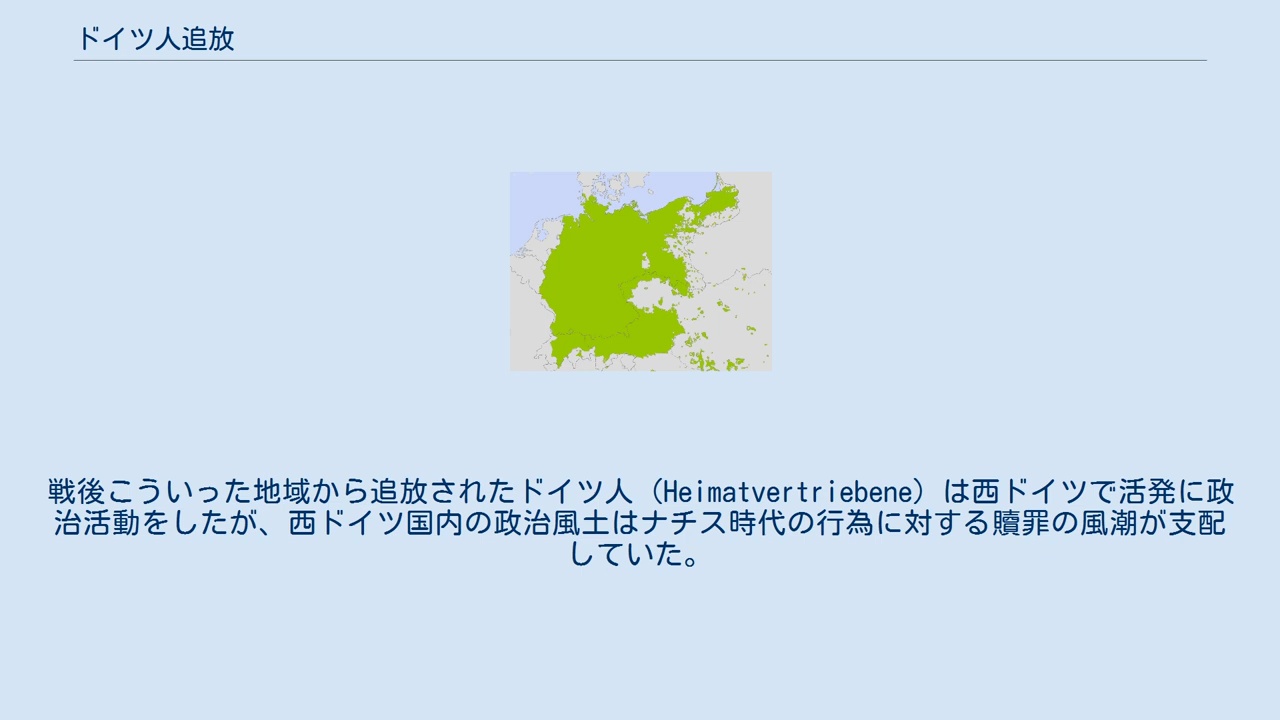 ドイツ人追放
戦後こういった地域から追放されたドイツ人（Heimatvertriebene）は西ドイツで活発に政
治活動をしたが、西ドイツ国内の政治風土はナチス時代の行為に対する贖罪の風潮が支配
していた。